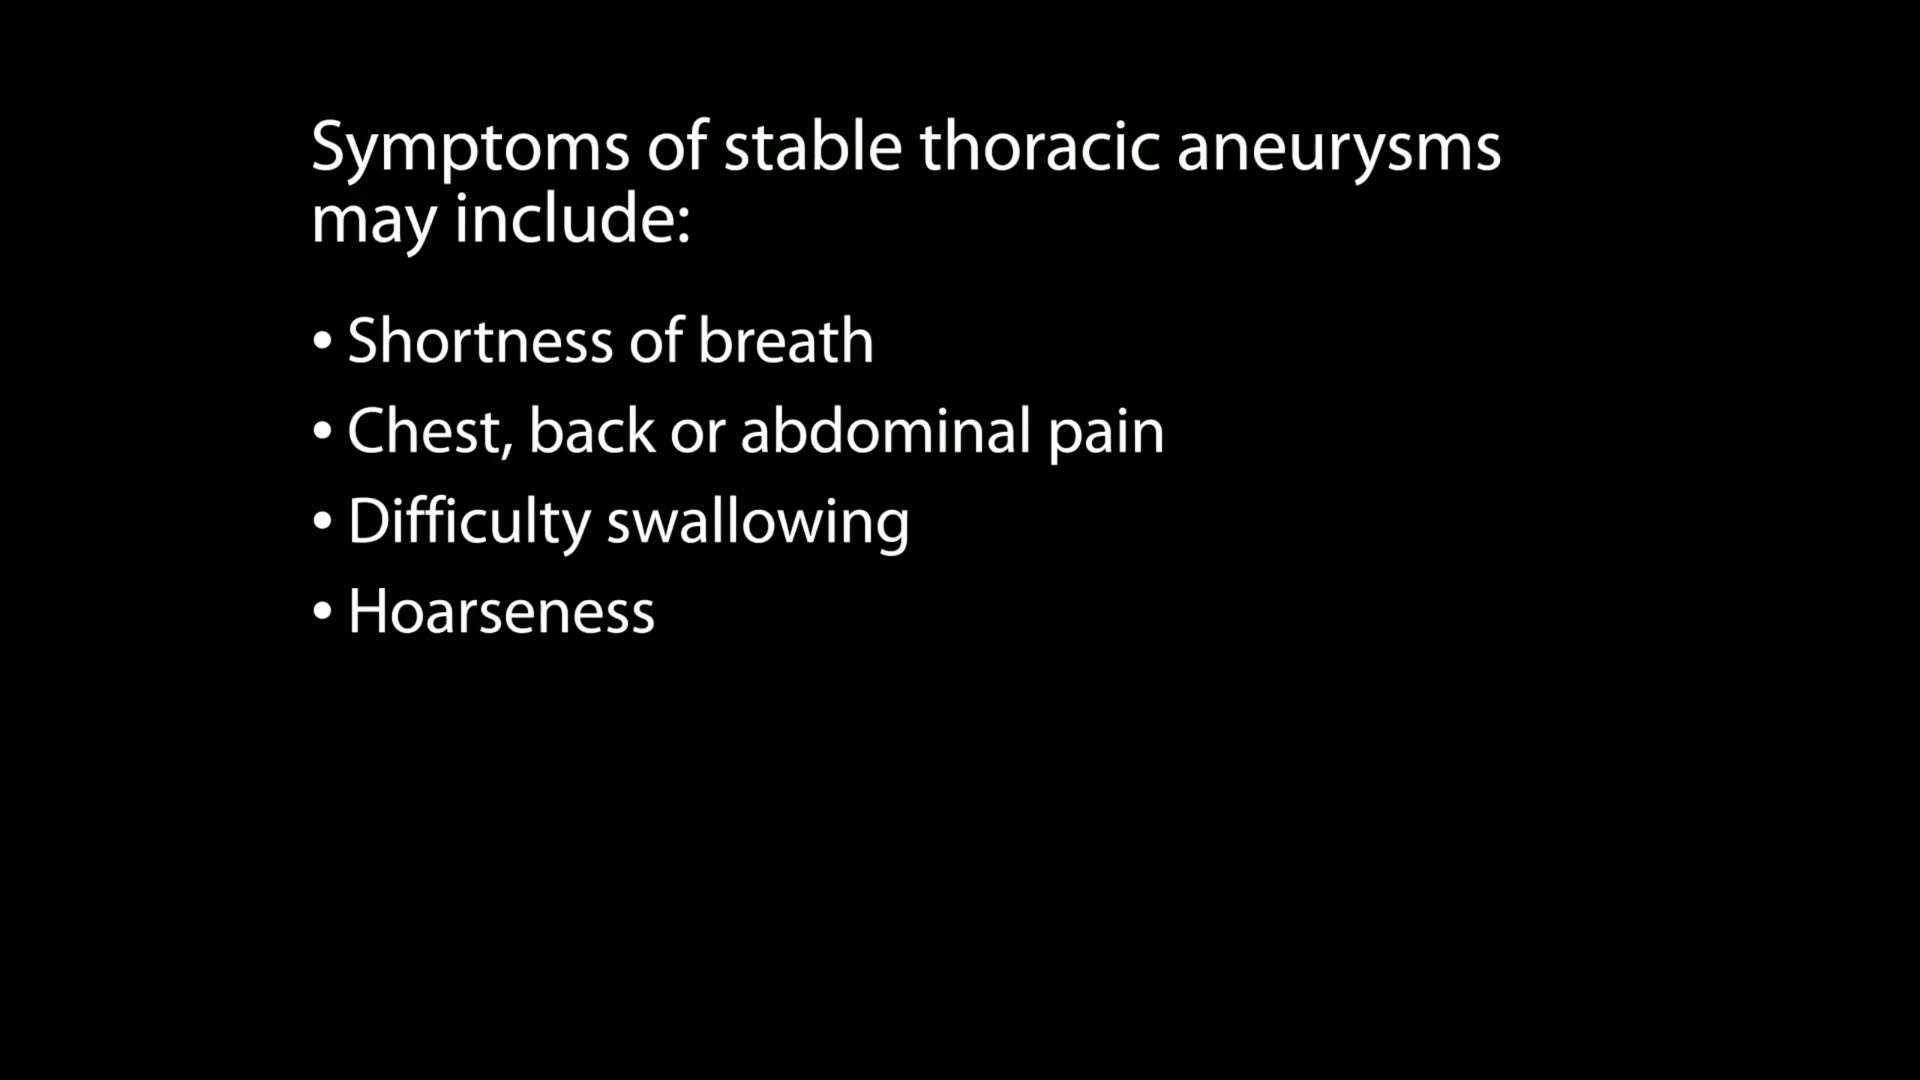 Symptoms of stable thoracic aneurysms
may include:
• Shortness of breath
• Chest, back or abdominal pain
• Difficulty swallowing
• Hoarseness